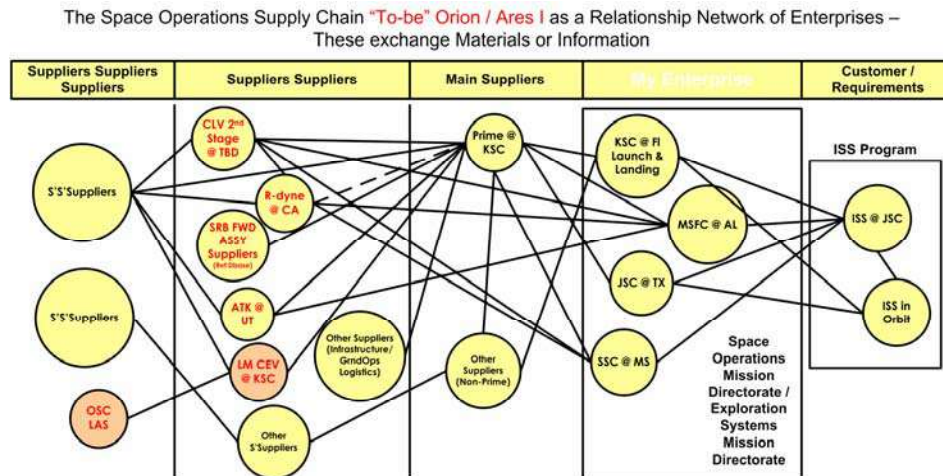 The Space Operations Supply Chain “To-be” Orion / Ares I as a Relationship Network of Enterprises –
These exchange Materials or Information
Suppliers Suppliers
Suppliers
Suppliers Suppliers
Main Suppliers
My Enterprise
Customer /
Requirements
CLV 2nd
Stage
@ TBD
Prime @
KSC
KSC @ Fl
Launch &
Landing
ISS Program
S'S'Suppliers
R-dyne
@ CA
MSFC @ AL
ISS @ JSC
SRB FWD
ASSY
Suppliers
S'S'Suppliers
ATK @
UT
JSC @ TX
ISS in
Orbit
Other Suppliers
(Infrastructure/
GrndOps
Logistics)
LM CEV
@ KSC
Other
Suppliers
(Non-Prime)
SSC @ MS
Space
Operations
Mission
Directorate /
Exploration
Systems
Mission
Directorate
OSC
LAS
Other
S'Suppliers